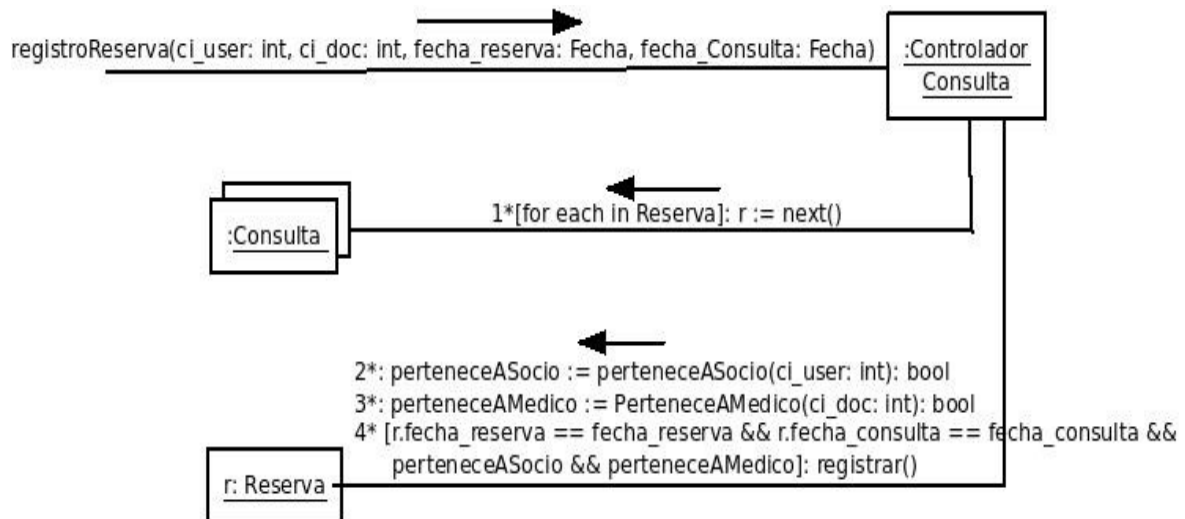 registroReserva(ci_user: int, ci_doc: int, fecha_reserva: Fecha, fecha_Consulta: Fecha)
:Controlador
Consulta
1*[for each in Reserva]: r := next()
:Consulta
2*: perteneceASocio := perteneceASocio(ci_user: int): bool
3*: perteneceAMedico := PerteneceAMedico(ci_doc: int): bool
4* [r.fecha_reserva == fecha_reserva && r.fecha_consulta == fecha_consulta &&
perteneceASocio && perteneceAMedico]: registrar()
r: Reserva